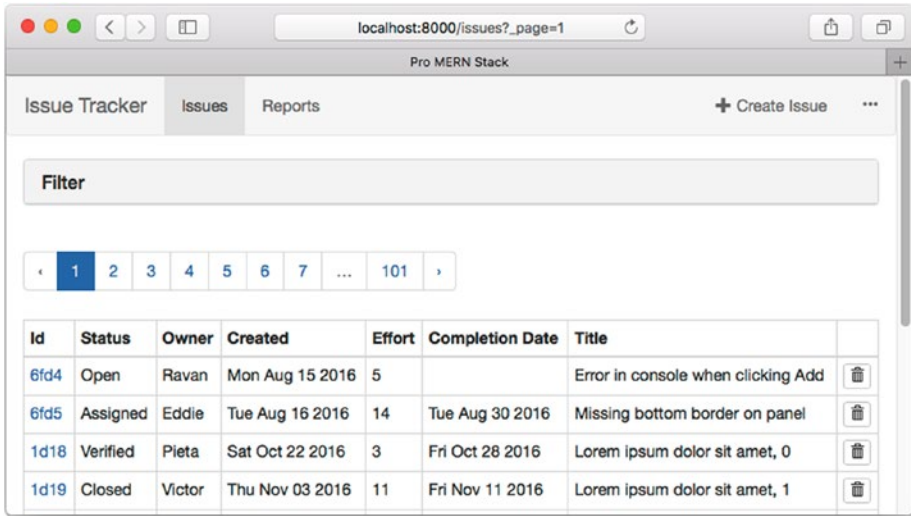 localhost:8000/issues?_page=1
Pro MERN Stack
Issue Tracker Issues Reports + Create Issue •••
Filter
‹ 1 2 3 4 5 6 7 ... 101 ›
Id Status Owner Created Effort Completion Date Title
6fd4 Open Ravan Mon Aug 15 2016 5 Error in console when clicking Add
6fd5 Assigned Eddie Tue Aug 16 2016 14 Tue Aug 30 2016 Missing bottom border on panel
1d18 Verified Pieta Sat Oct 22 2016 3 Fri Oct 28 2016 Lorem ipsum dolor sit amet, 0
1d19 Closed Victor Thu Nov 03 2016 11 Fri Nov 11 2016 Lorem ipsum dolor sit amet, 1